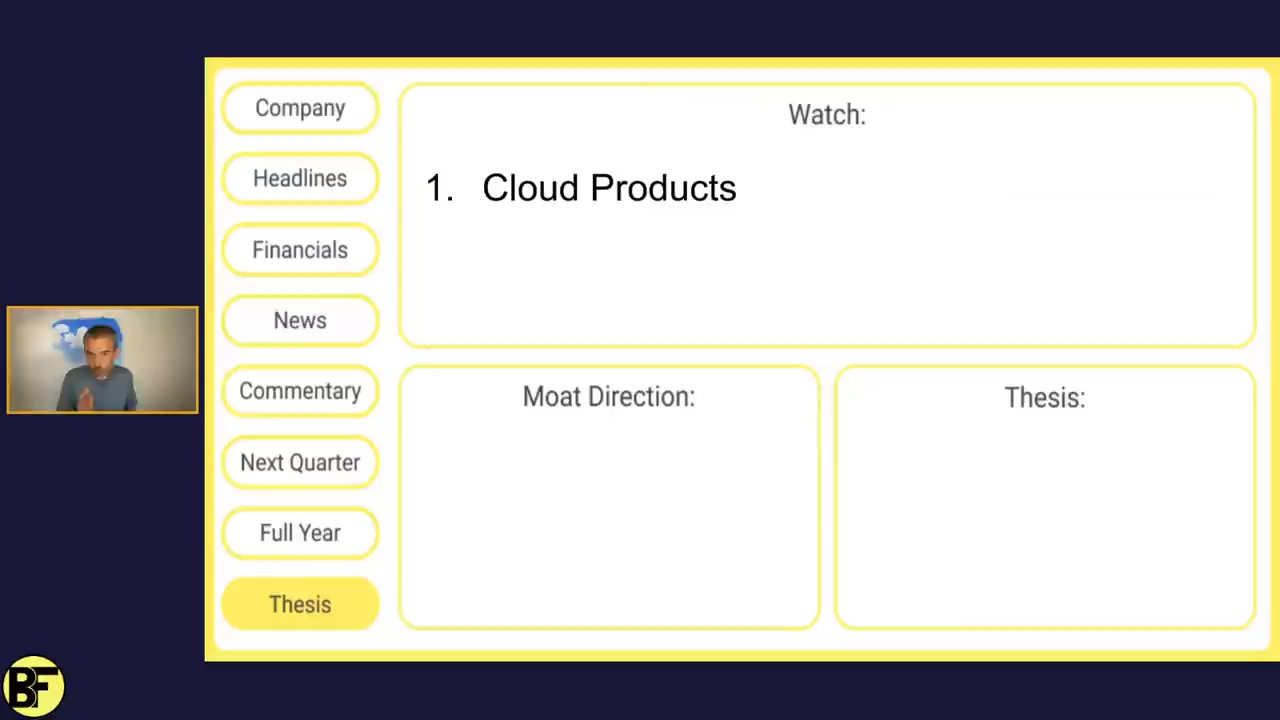 Company
Headlines
Financials
News
Commentary
Next Quarter
Full Year
Thesis
Watch:
1. Cloud Products
Moat Direction:
Thesis:
BF